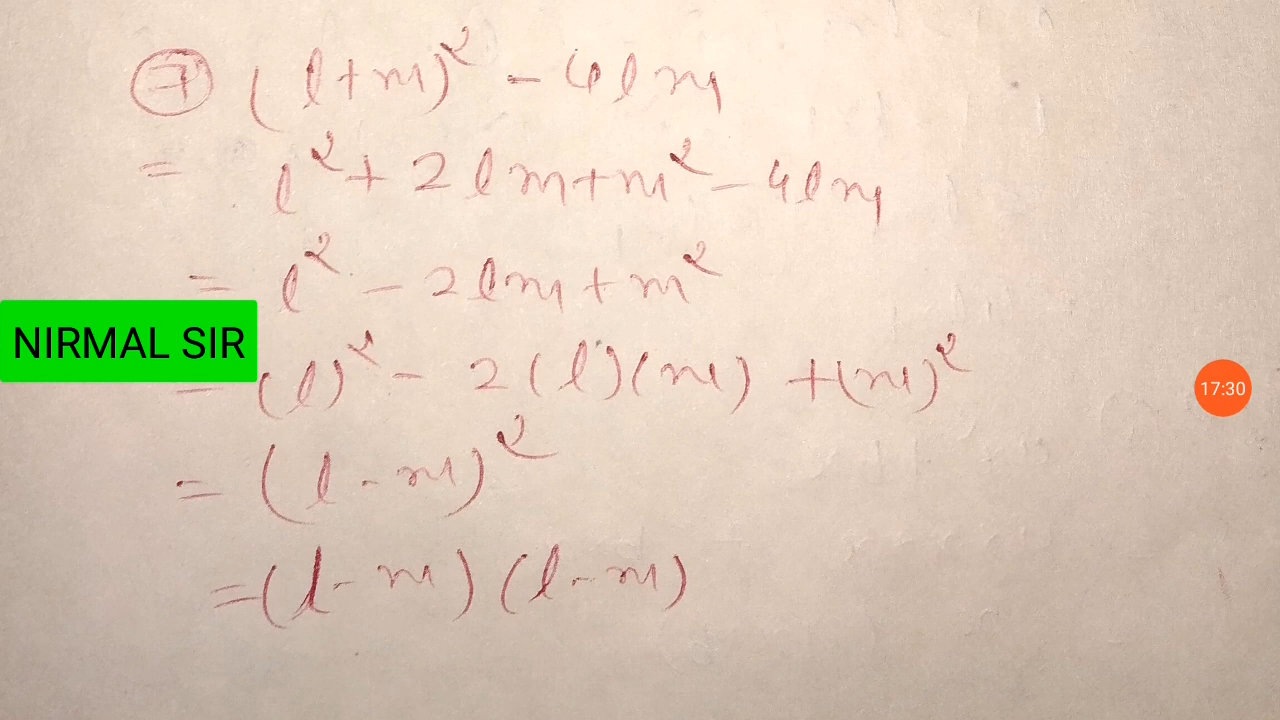 ⑦ (l+m)² - 4lm
= l² + 2lm + m² - 4lm
= l² - 2lm + m²
NIRMAL SIR
= (l)² - 2(l)(m) + (m)²
17:30
= (l - m)²
= (l - m) (l - m)